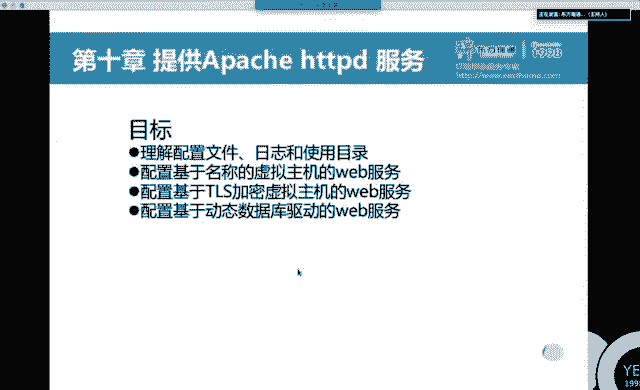 第十章 提供Apache httpd 服务
1998
目标
●理解配置文件、日志和使用目录
●配置基于名称的虚拟主机的web服务
●配置基于TLS加密虚拟主机的web服务
●配置基于动态数据库驱动的web服务
YE
199